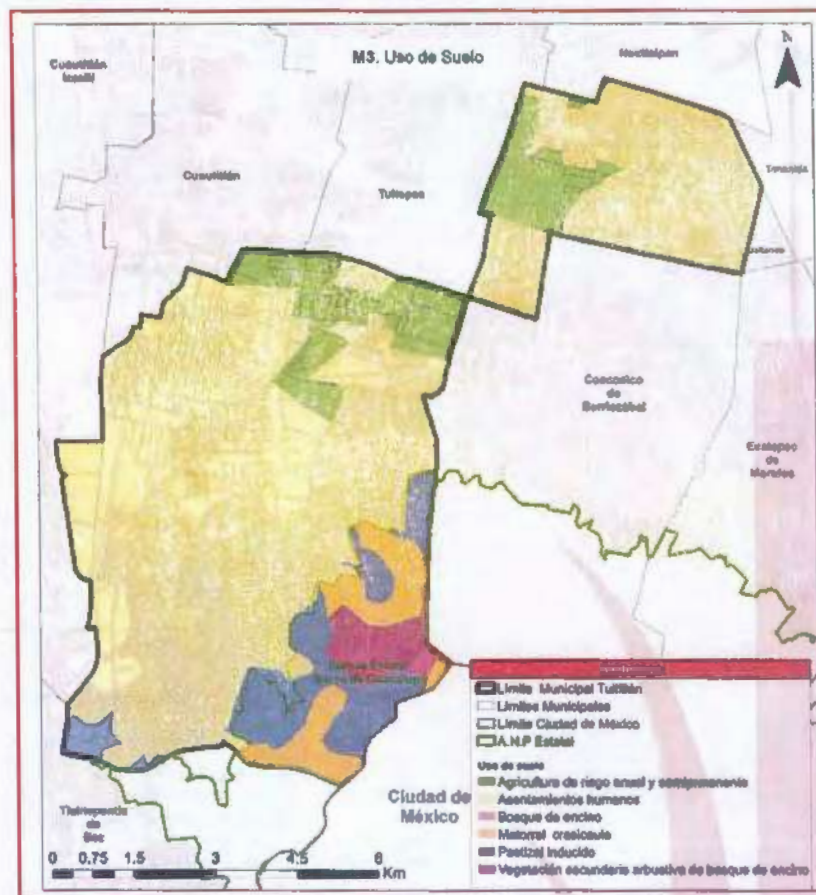 M3. Uso de Suelo
N
Cuautitlán
Izcalli
Cuautitlán
Tultepec
Nextlalpan
Coacalco
de
Berriozábal
Ecatepec
de
Morelos
Sierra de Guadalupe
Ciudad de
México
Tlalnepantla
de
Baz
0 0.75 1.5 3 4.5 6
Km
Límite Municipal Tultitlán
Límites Municipales
Límite Ciudad de México
A.N.P Estatal
Uso de suelo
Agricultura de riego anual y semipermanente
Asentamientos humanos
Bosque de encino
Matorral crasicaule
Pastizal inducido
Vegetación secundaria arbustiva de bosque de encino